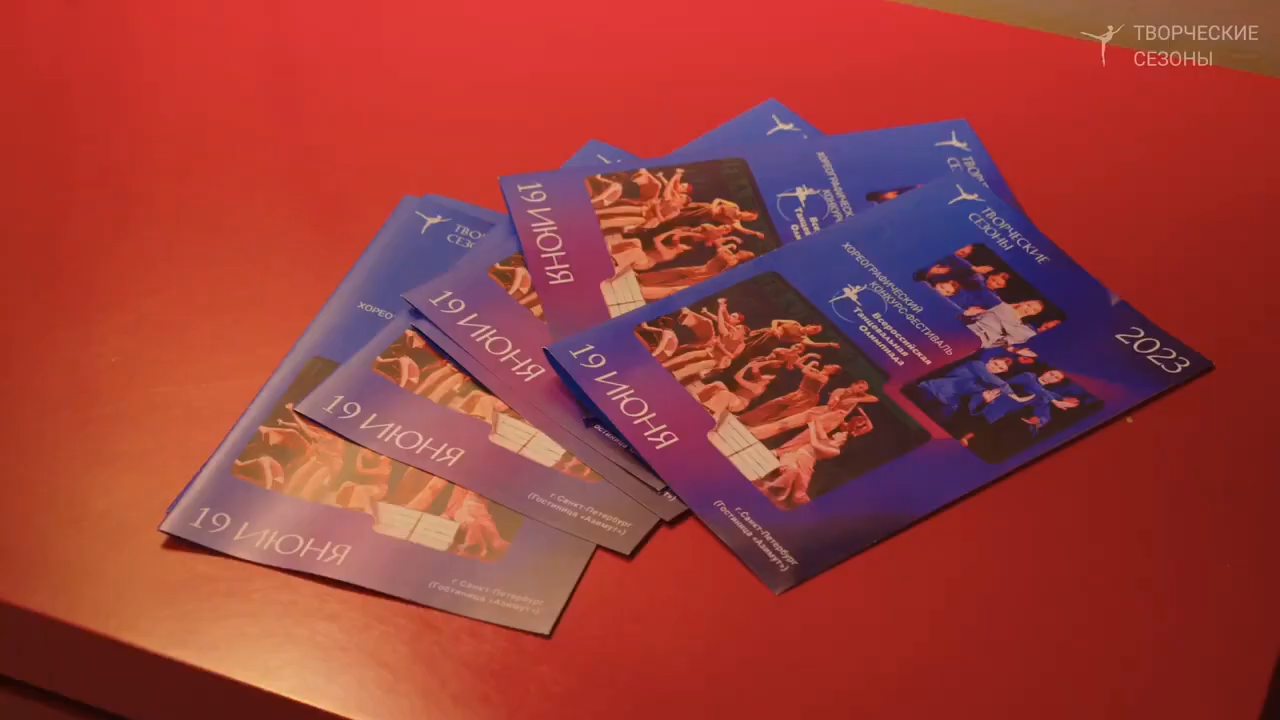 ТВОРЧЕСКИЕ
СЕЗОНЫ
ТВОРЧЕСКИЕ
СЕЗОНЫ
ХОРЕОГРАФИЧЕСКИЙ
КОНКУРС-ФЕСТИВАЛЬ
Всероссийская
Танцевальная
Олимпиада
2023
19 ИЮНЯ
г.Санкт-Петербург
(Гостиница «Азимут»)
19 ИЮНЯ
19 ИЮНЯ
19 ИЮНЯ
г.Санкт-Петербург
(Гостиница «Азимут»)
19 ИЮНЯ
г.Санкт-Петербург
(Гостиница «Азимут»)